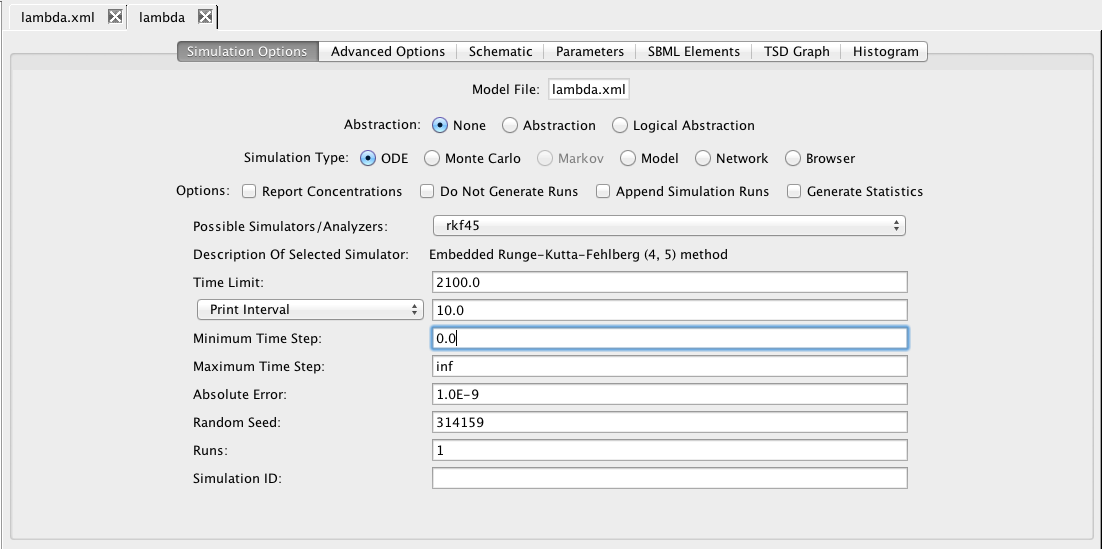 lambda.xml lambda
Simulation Options Advanced Options Schematic Parameters SBML Elements TSD Graph Histogram
Model File: lambda.xml
Abstraction: None Abstraction Logical Abstraction
Simulation Type: ODE Monte Carlo Markov Model Network Browser
Options: Report Concentrations Do Not Generate Runs Append Simulation Runs Generate Statistics
Possible Simulators/Analyzers: rkf45
Description Of Selected Simulator: Embedded Runge-Kutta-Fehlberg (4, 5) method
Time Limit: 2100.0
Print Interval 10.0
Minimum Time Step: 0.0
Maximum Time Step: inf
Absolute Error: 1.0E-9
Random Seed: 314159
Runs: 1
Simulation ID: